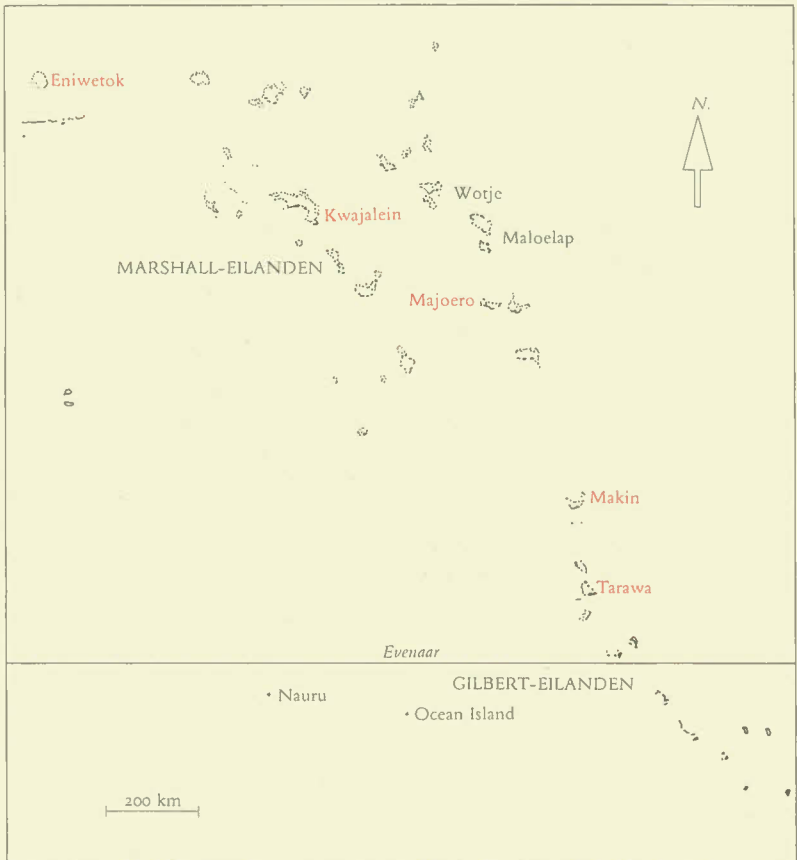 Eniwetok
N.
Wotje
Kwajalein
Maloelap
MARSHALL-EILANDEN
Majoero
Makin
Tarawa
Evenaar
GILBERT-EILANDEN
Nauru
Ocean Island
200 km